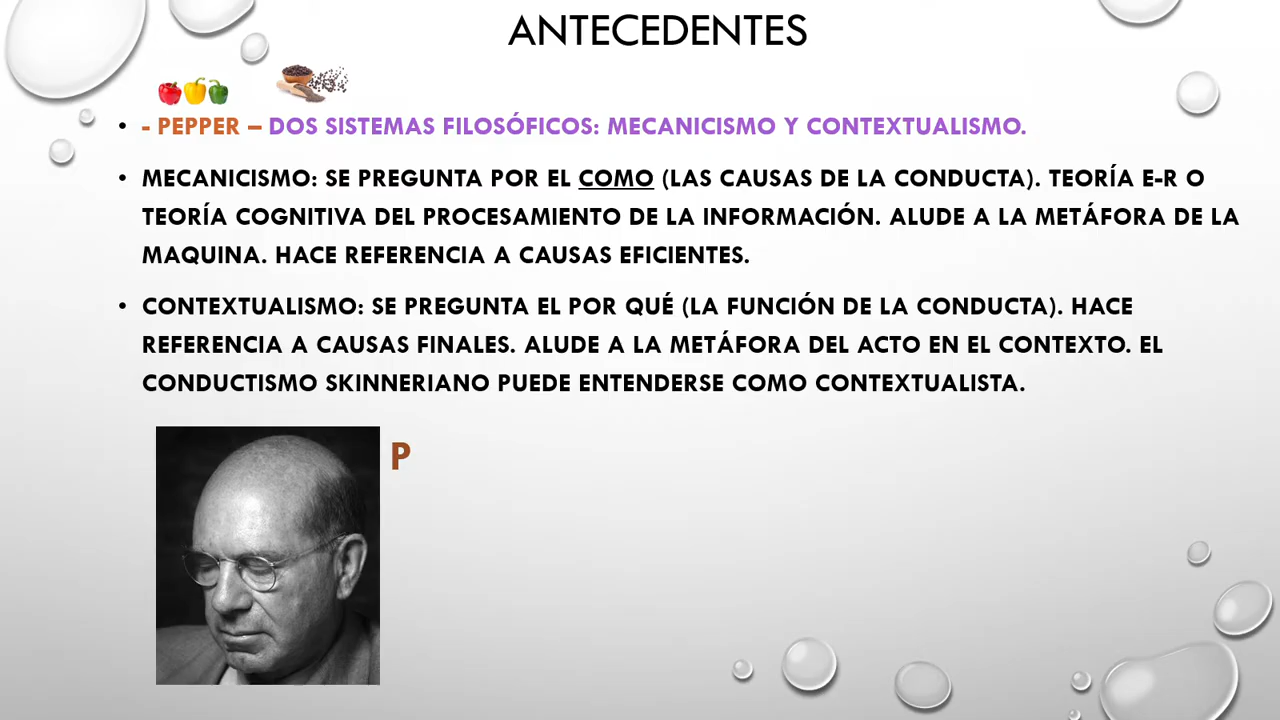 ANTECEDENTES
• - PEPPER – DOS SISTEMAS FILOSÓFICOS: MECANICISMO Y CONTEXTUALISMO.
• MECANICISMO: SE PREGUNTA POR EL COMO (LAS CAUSAS DE LA CONDUCTA). TEORÍA E-R O
TEORÍA COGNITIVA DEL PROCESAMIENTO DE LA INFORMACIÓN. ALUDE A LA METÁFORA DE LA
MAQUINA. HACE REFERENCIA A CAUSAS EFICIENTES.
• CONTEXTUALISMO: SE PREGUNTA EL POR QUÉ (LA FUNCIÓN DE LA CONDUCTA). HACE
REFERENCIA A CAUSAS FINALES. ALUDE A LA METÁFORA DEL ACTO EN EL CONTEXTO. EL
CONDUCTISMO SKINNERIANO PUEDE ENTENDERSE COMO CONTEXTUALISTA.
P